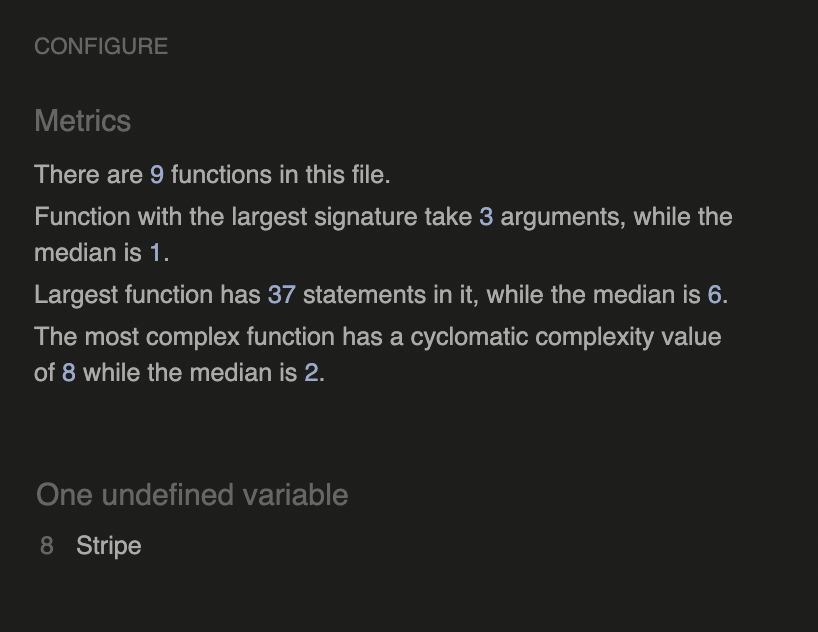 CONFIGURE
Metrics
There are 9 functions in this file.
Function with the largest signature take 3 arguments, while the
median is 1.
Largest function has 37 statements in it, while the median is 6.
The most complex function has a cyclomatic complexity value
of 8 while the median is 2.
One undefined variable
8 Stripe